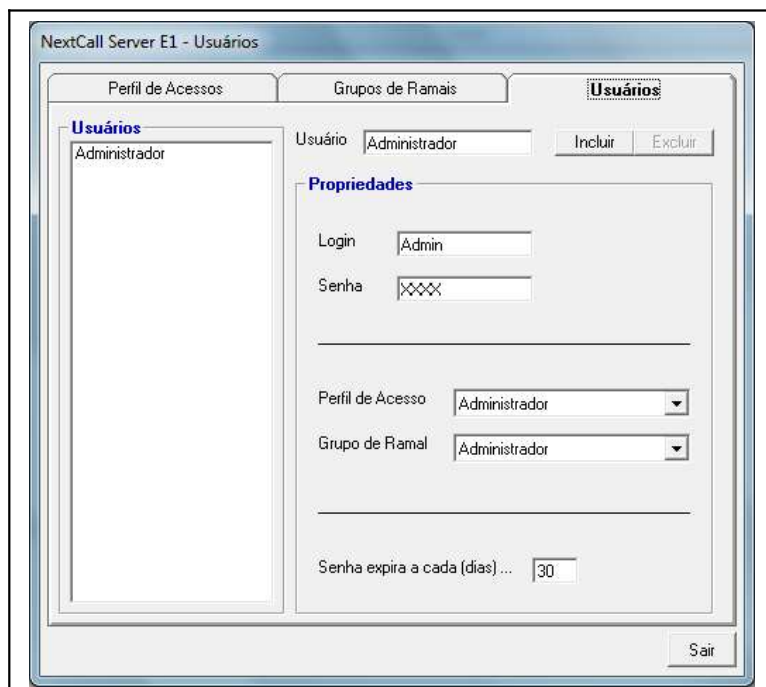 NextCall Server E1 - Usuários
Perfil de Acessos
Grupos de Ramais
Usuários
Usuários
Administrador
Usuário
Administrador
Incluir
Excluir
Propriedades
Login
Admin
Senha
XXXX
Perfil de Acesso
Administrador
Grupo de Ramal
Administrador
Senha expira a cada (dias) ...
30
Sair